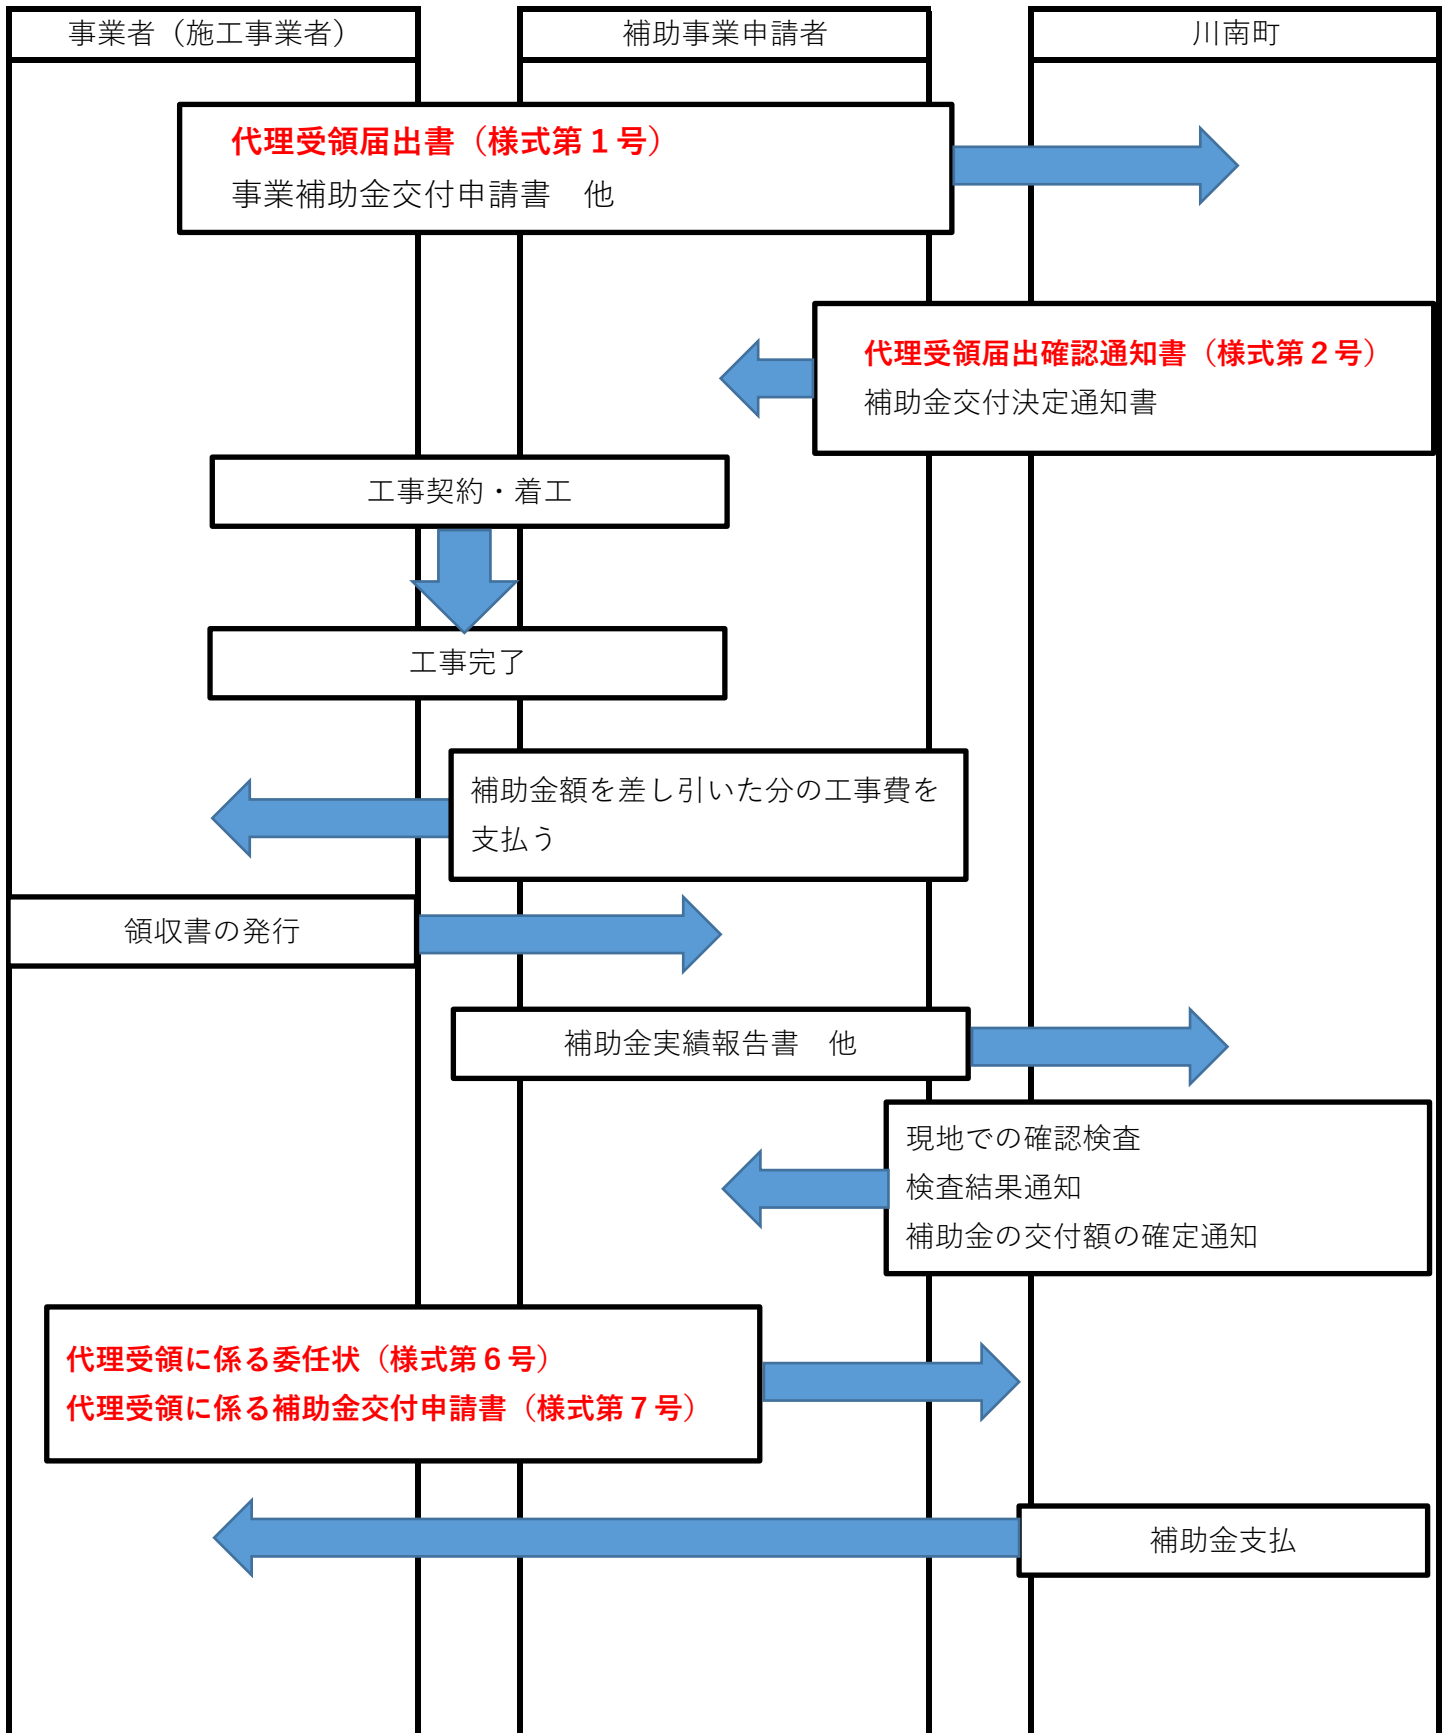 事業者（施工事業者）
補助事業申請者
川南町
代理受領届出書（様式第１号）
事業補助金交付申請書　他
代理受領届出確認通知書（様式第２号）
補助金交付決定通知書
工事契約・着工
工事完了
補助金額を差し引いた分の工事費を
支払う
領収書の発行
補助金実績報告書　他
現地での確認検査
検査結果通知
補助金の交付額の確定通知
代理受領に係る委任状（様式第６号）
代理受領に係る補助金交付申請書（様式第７号）
補助金支払